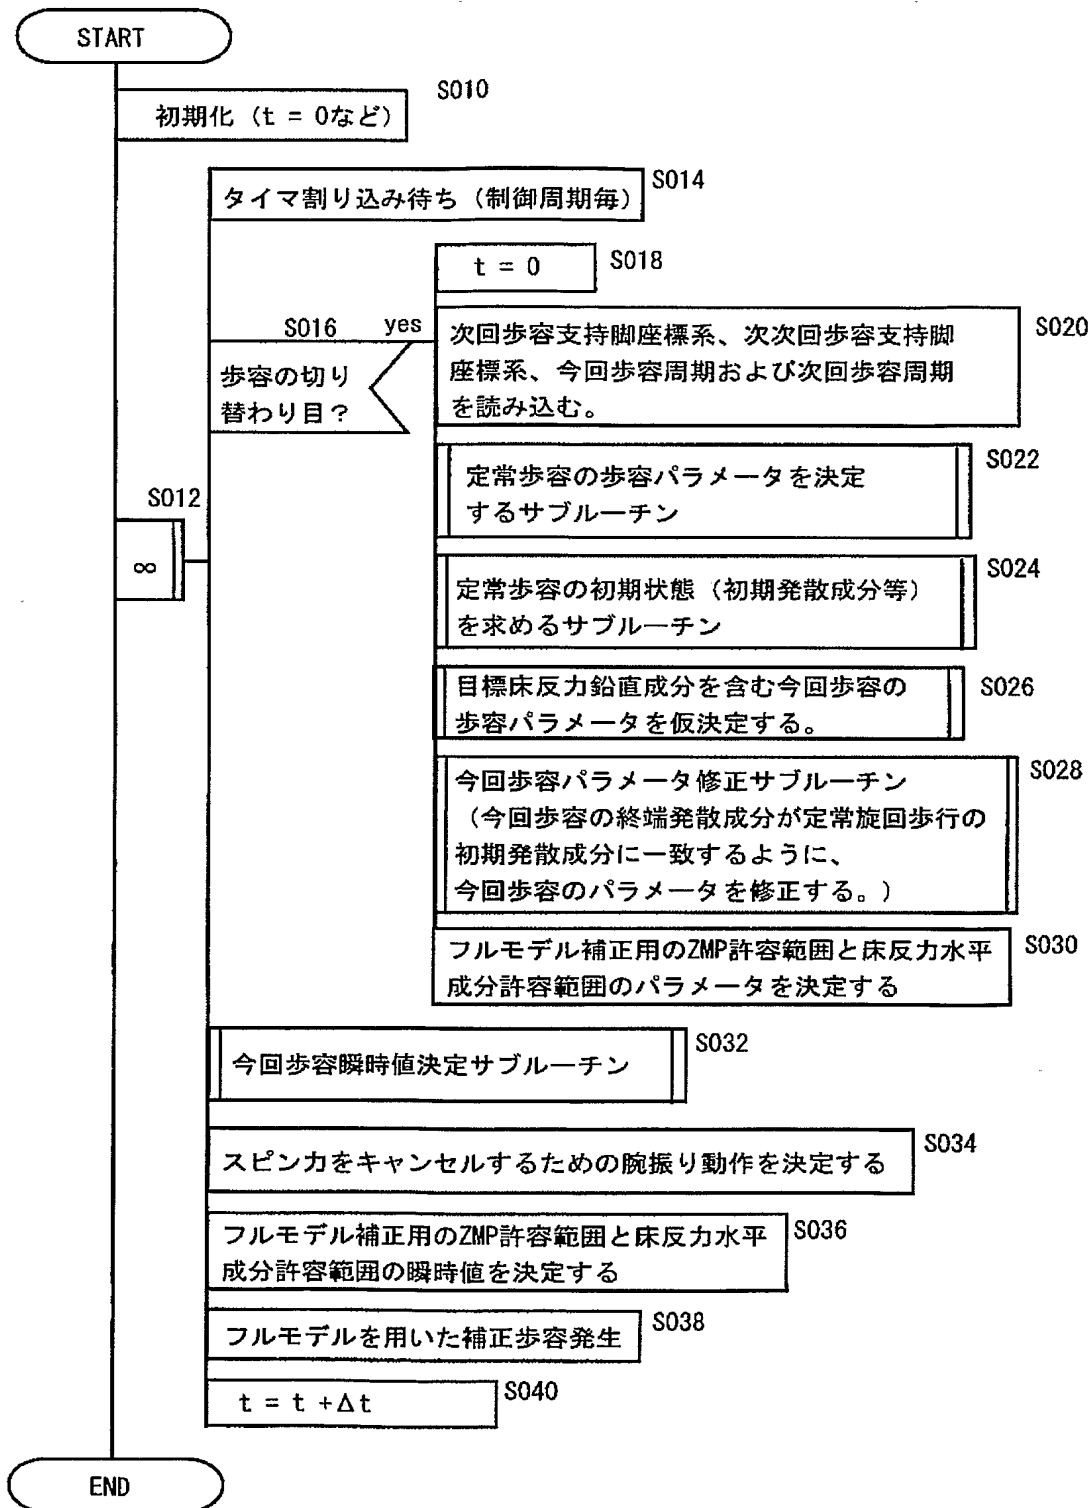 START
S010
初期化 (t = 0など)
S014
タイマ割り込み待ち (制御周期毎)
S018
t = 0
S016
yes
歩容の切り
替わり目?
S020
次回歩容支持脚座標系、次次回歩容支持脚
座標系、今回歩容周期および次回歩容周期
を読み込む。
S022
定常歩容の歩容パラメータを決定
するサブルーチン
S012
∞
S024
定常歩容の初期状態 (初期発散成分等)
を求めるサブルーチン
S026
目標床反力鉛直成分を含む今回歩容の
歩容パラメータを仮決定する。
S028
今回歩容パラメータ修正サブルーチン
(今回歩容の終端発散成分が定常旋回歩行の
初期発散成分に一致するように、
今回歩容のパラメータを修正する。)
S030
フルモデル補正用のZMP許容範囲と床反力水平
成分許容範囲のパラメータを決定する
S032
今回歩容瞬時値決定サブルーチン
S034
スピン力をキャンセルするための腕振り動作を決定する
S036
フルモデル補正用のZMP許容範囲と床反力水平
成分許容範囲の瞬時値を決定する
S038
フルモデルを用いた補正歩容発生
S040
t = t +Δt
END